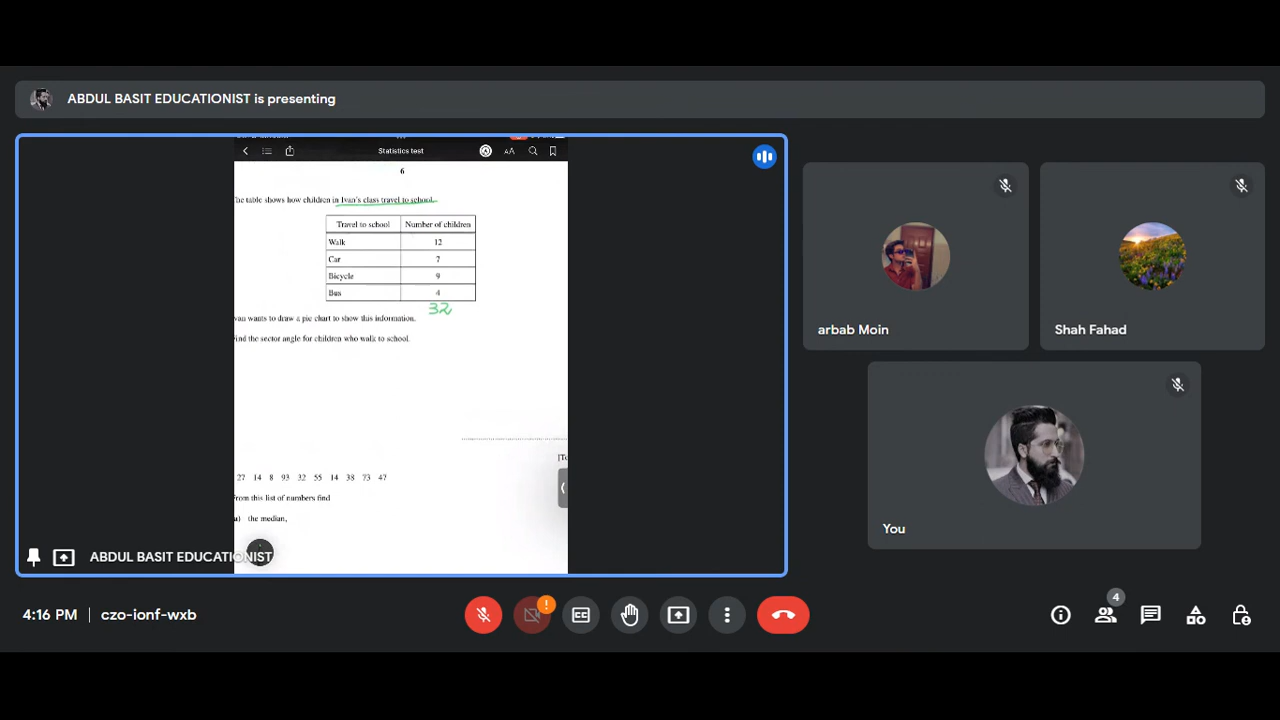 ABDUL BASIT EDUCATIONIST is presenting
Statistics test
AA
6
The table shows how children in Ivan's class travel to school.
Travel to school Number of children
Walk 12
Car 7
Bicycle 9
Bus 4
32
van wants to draw a pie chart to show this information.
Find the sector angle for children who walk to school.
[To
27 14 8 93 32 55 14 38 73 47
From this list of numbers find
a) the median,
ABDUL BASIT EDUCATIONIST
arbab Moin
Shah Fahad
You
4:16 PM | czo-ionf-wxb
4